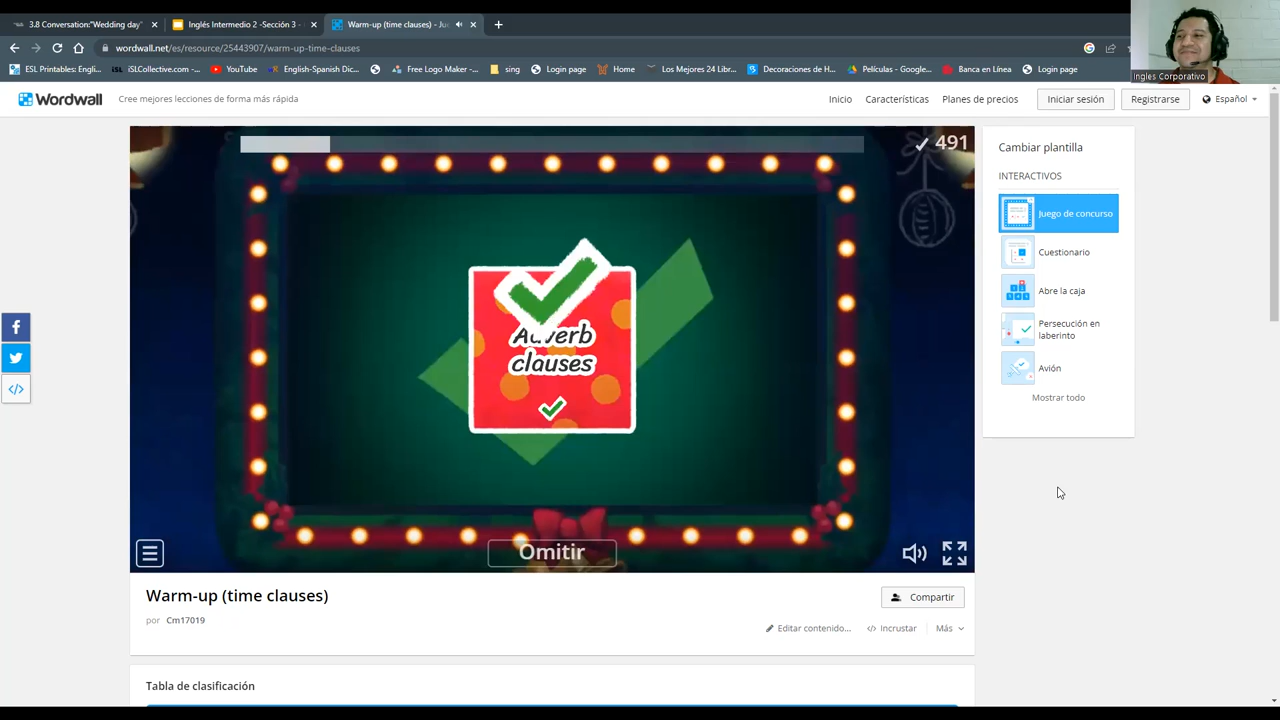 3.8 Conversation:"Wedding day"
Inglés Intermedio 2 -Sección 3 -
Warm-up (time clauses) - Jue
wordwall.net/es/resource/25443907/warm-up-time-clauses
ESL Printables: Engli...
iSLCollective.com -...
YouTube
English-Spanish Dic...
Free Logo Maker -...
sing
Login page
Home
Los Mejores 24 Libr...
Decoraciones de H...
Películas - Google...
Banca en Línea
Login page
Ingles Corporativo
Wordwall
Cree mejores lecciones de forma más rápida
Inicio
Características
Planes de precios
Iniciar sesión
Registrarse
Español
491
Adverb
clauses
Omitir
Cambiar plantilla
INTERACTIVOS
Juego de concurso
Cuestionario
Abre la caja
Persecución en
laberinto
Avión
Mostrar todo
Warm-up (time clauses)
Compartir
por Cm17019
Editar contenido...
Incrustar
Más
Tabla de clasificación